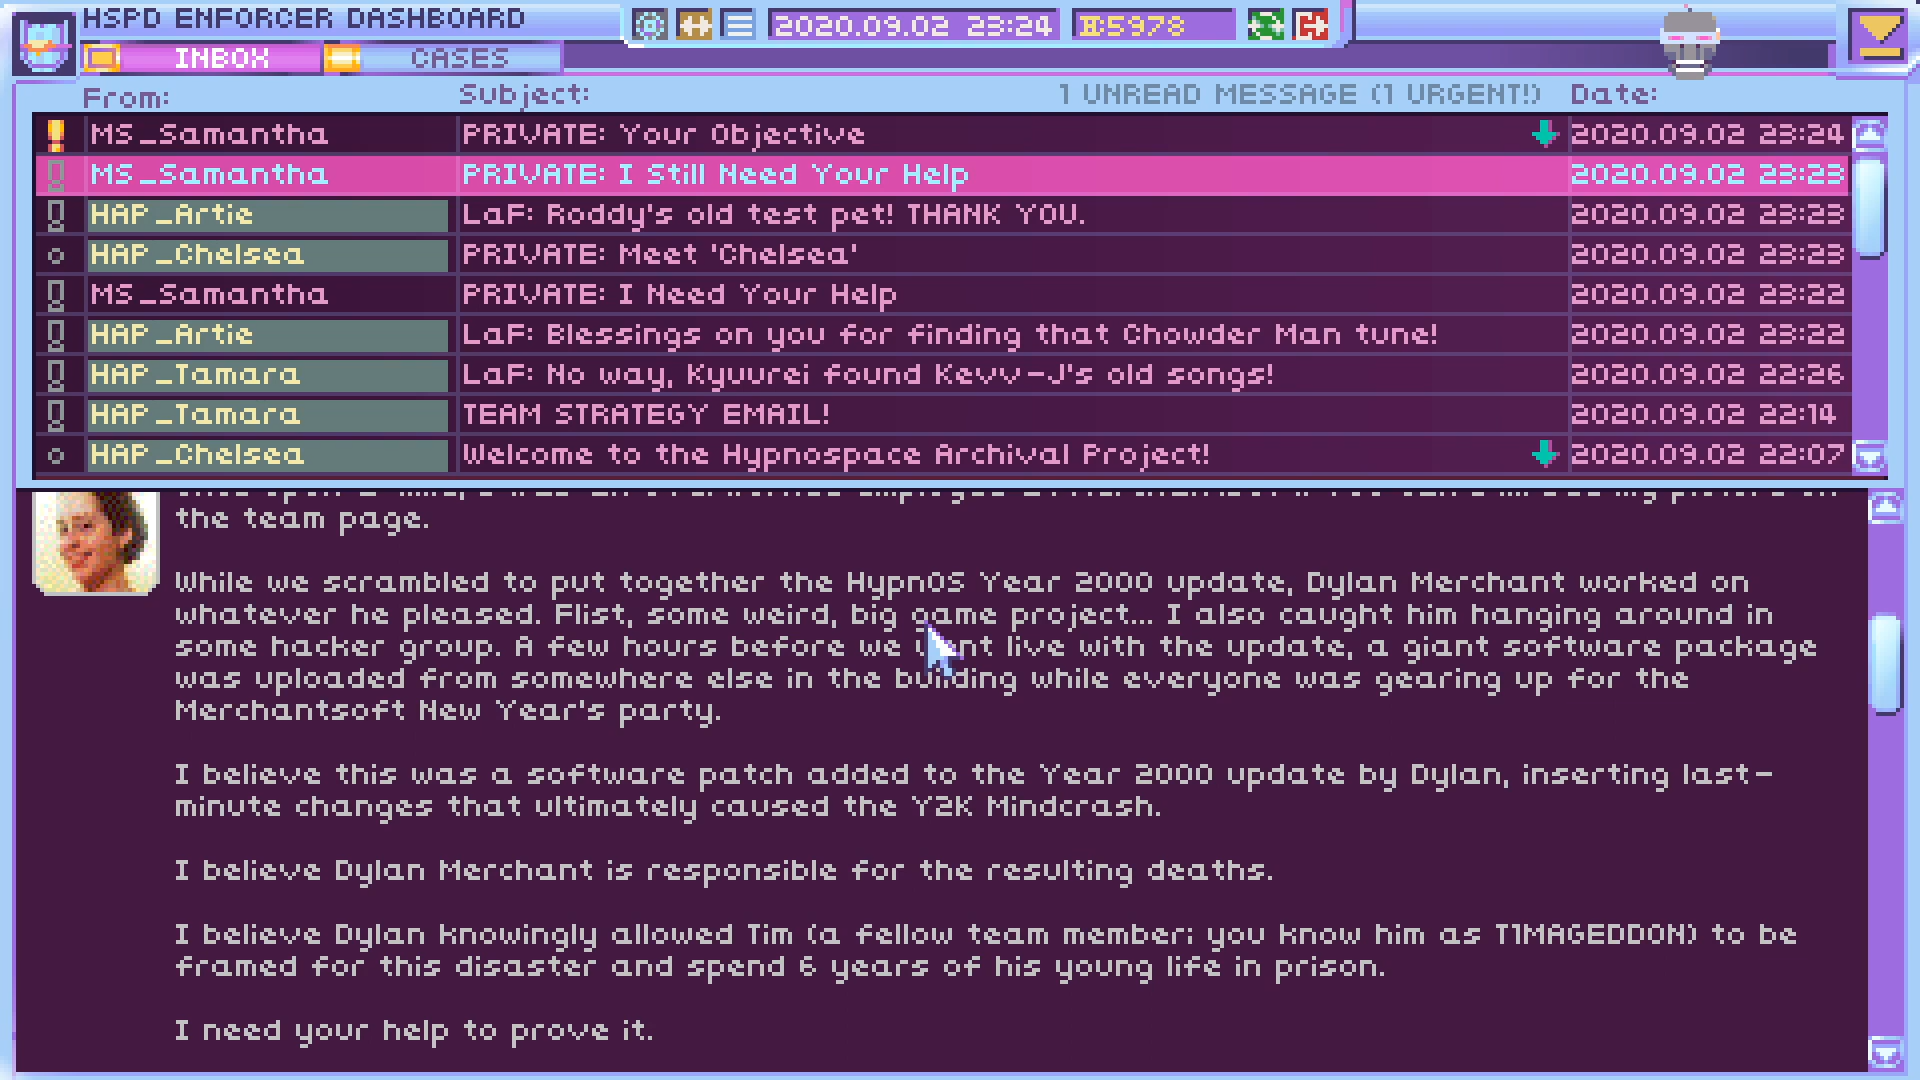 HSPD ENFORCER DASHBOARD
2020.09.02 23:24
5978
INBOX
CASES
From:
Subject:
1 UNREAD MESSAGE (1 URGENT!)
Date:
MS_Samantha PRIVATE: Your Objective 2020.09.02 23:24
MS_Samantha PRIVATE: I Still Need Your Help 2020.09.02 23:23
HAP_Artie LaF: Roddy's old test pet! THANK YOU. 2020.09.02 23:23
HAP_Chelsea PRIVATE: Meet 'Chelsea' 2020.09.02 23:23
MS_Samantha PRIVATE: I Need Your Help 2020.09.02 23:22
HAP_Artie LaF: Blessings on you for finding that Chowder Man tune! 2020.09.02 23:22
HAP_Tamara LaF: No way, Kyuurei found Kevv-J's old songs! 2020.09.02 22:26
HAP_Tamara TEAM STRATEGY EMAIL! 2020.09.02 22:14
HAP_Chelsea Welcome to the Hypnospace Archival Project! 2020.09.02 22:07
the team page.
While we scrambled to put together the HypnOS Year 2000 update, Dylan Merchant worked on
whatever he pleased. Flist, some weird, big game project... I also caught him hanging around in
some hacker group. A few hours before we went live with the update, a giant software package
was uploaded from somewhere else in the building while everyone was gearing up for the
Merchantsoft New Year's party.
I believe this was a software patch added to the Year 2000 update by Dylan, inserting last-
minute changes that ultimately caused the Y2K Mindcrash.
I believe Dylan Merchant is responsible for the resulting deaths.
I believe Dylan knowingly allowed Tim (a fellow team member; you know him as T1MAGEDDON) to be
framed for this disaster and spend 6 years of his young life in prison.
I need your help to prove it.